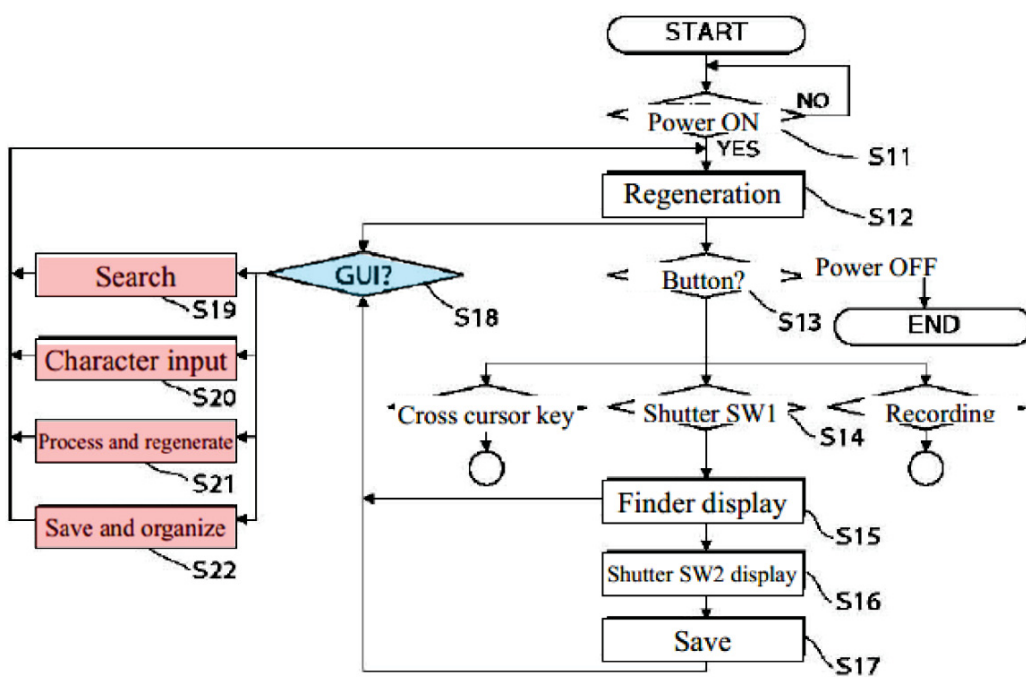 START
NO
Power ON
S11
YES
Regeneration
S12
GUI?
S18
Button?
S13
Power OFF
END
Search
S19
Character input
S20
Process and regenerate
S21
Save and organize
S22
Cross cursor key
Shutter SW1
S14
Recording
Finder display
S15
Shutter SW2 display
S16
Save
S17